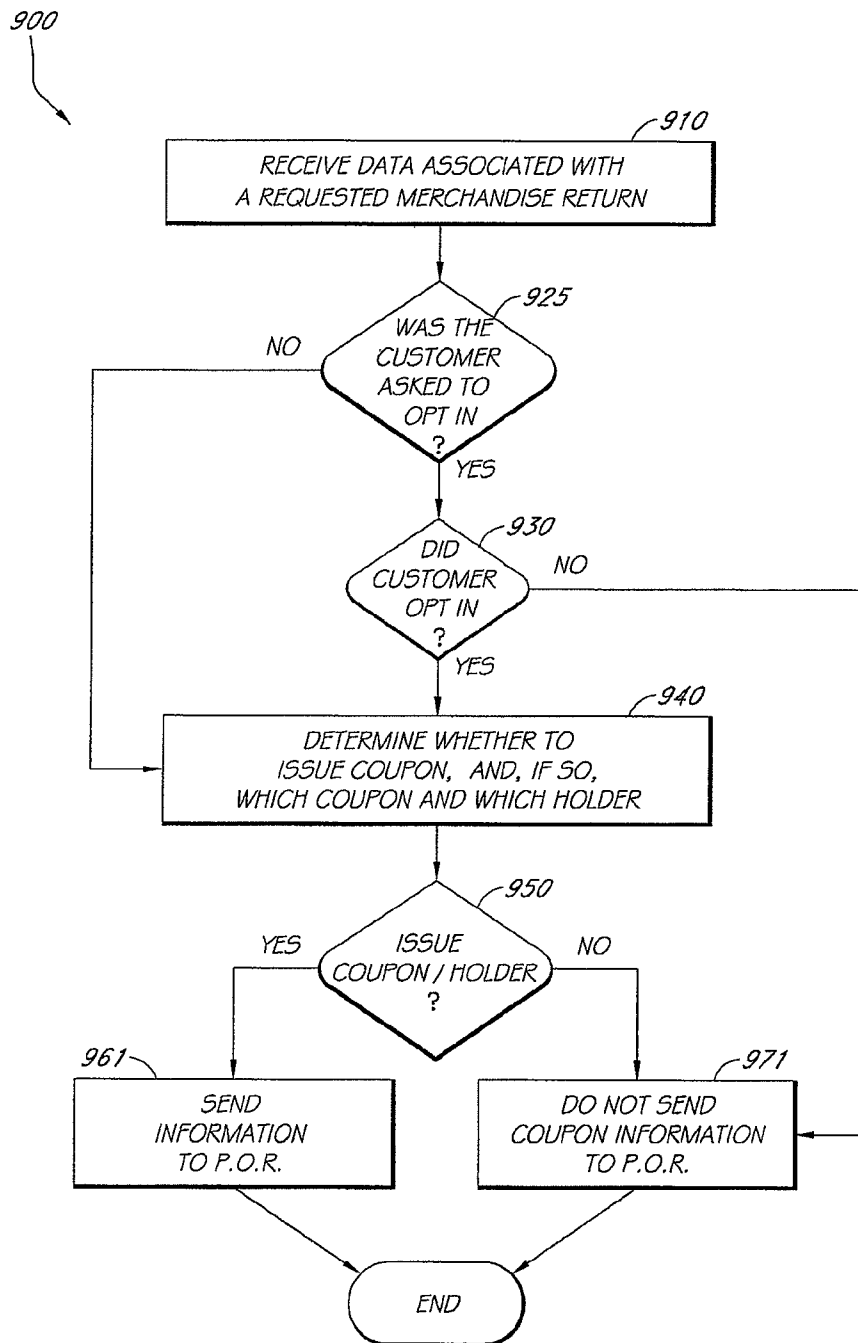 900
910
RECEIVE DATA ASSOCIATED WITH
A REQUESTED MERCHANDISE RETURN
925
WAS THE
CUSTOMER
ASKED TO
OPT IN
?
NO
YES
930
DID
CUSTOMER
OPT IN
?
NO
YES
940
DETERMINE WHETHER TO
ISSUE COUPON, AND, IF SO,
WHICH COUPON AND WHICH HOLDER
950
ISSUE
COUPON / HOLDER
?
YES
NO
961
SEND
INFORMATION
TO P.O.R.
971
DO NOT SEND
COUPON INFORMATION
TO P.O.R.
END